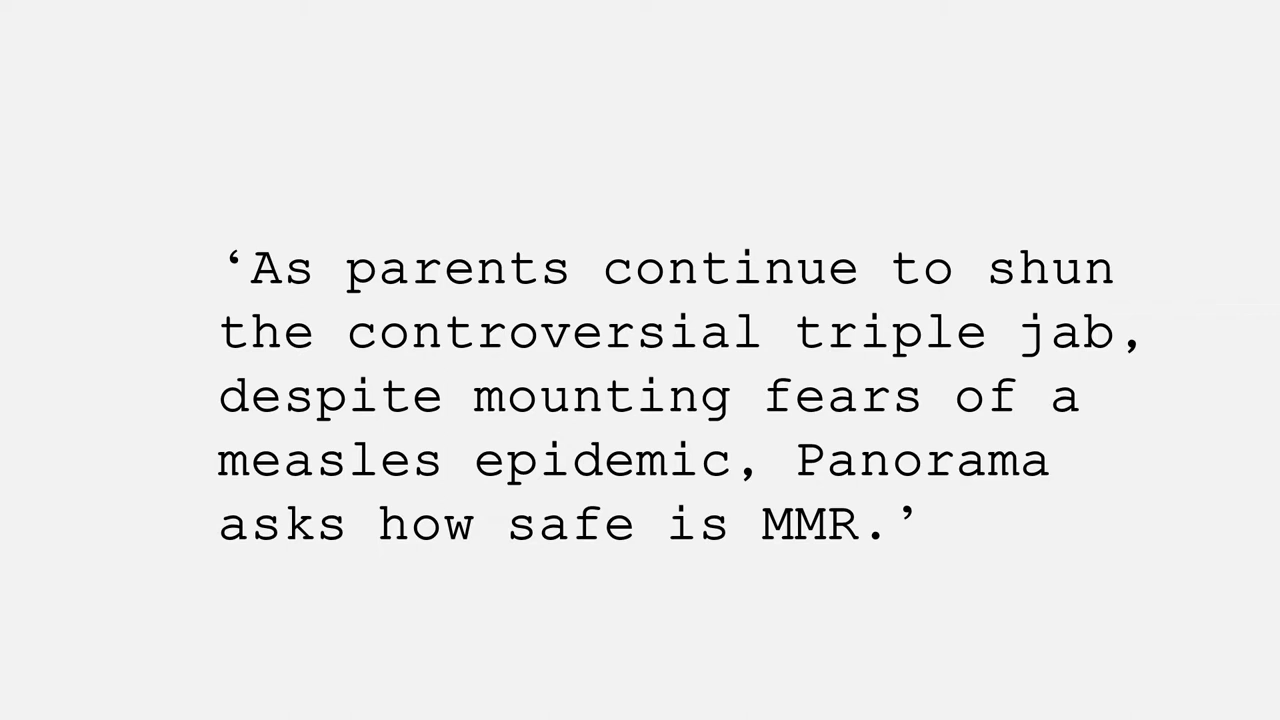 ‘As parents continue to shun
the controversial triple jab,
despite mounting fears of a
measles epidemic, Panorama
asks how safe is MMR.’